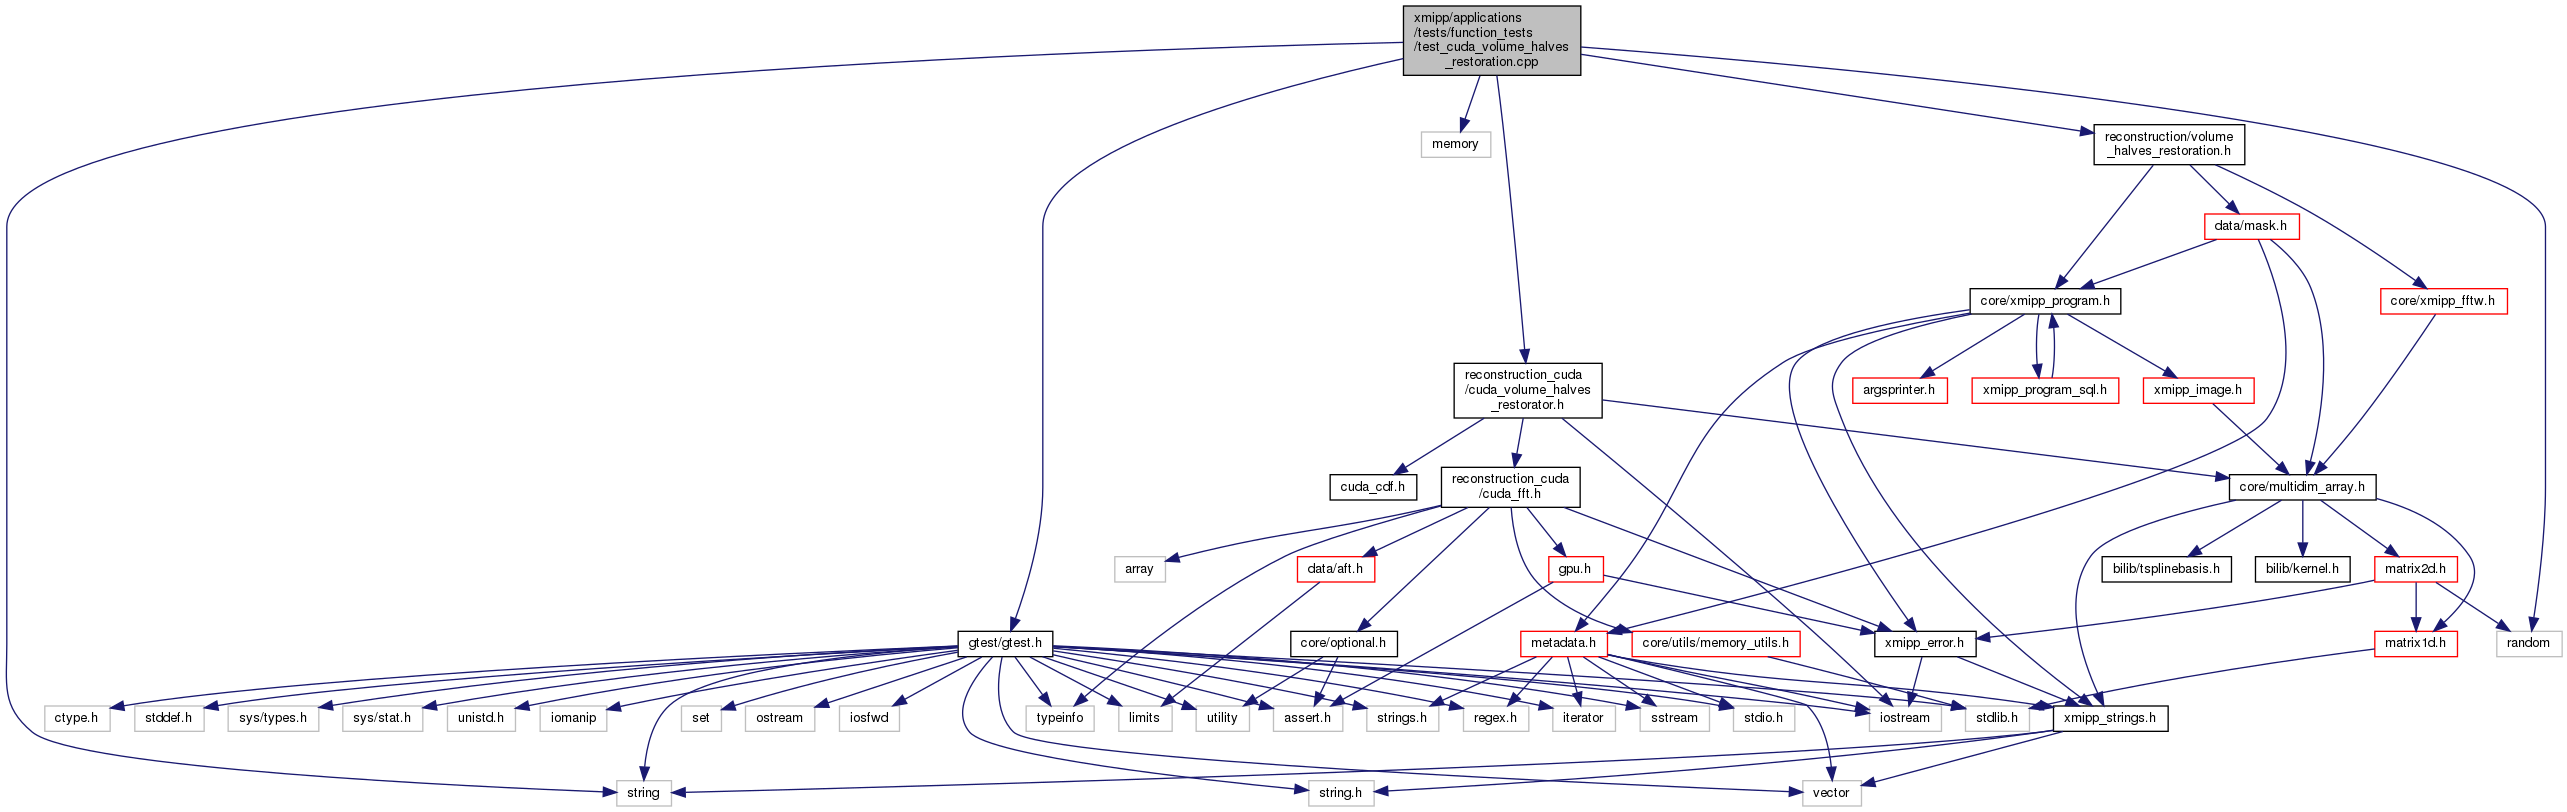 xmipp/applications
/tests/function_tests
/test_cuda_volume_halves
_restoration.cpp
memory
reconstruction/volume
_halves_restoration.h
data/mask.h
core/xmipp_program.h
core/xmipp_fftw.h
reconstruction_cuda
/cuda_volume_halves
_restorator.h
argsprinter.h
xmipp_program_sql.h
xmipp_image.h
cuda_cdf.h
reconstruction_cuda
/cuda_fft.h
core/multidim_array.h
array
data/aft.h
gpu.h
bilib/tsplinebasis.h
bilib/kernel.h
matrix2d.h
gtest/gtest.h
core/optional.h
metadata.h
core/utils/memory_utils.h
xmipp_error.h
matrix1d.h
random
ctype.h
stddef.h
sys/types.h
sys/stat.h
unistd.h
iomanip
set
ostream
iosfwd
typeinfo
limits
utility
assert.h
strings.h
regex.h
iterator
sstream
stdio.h
iostream
stdlib.h
xmipp_strings.h
string
string.h
vector